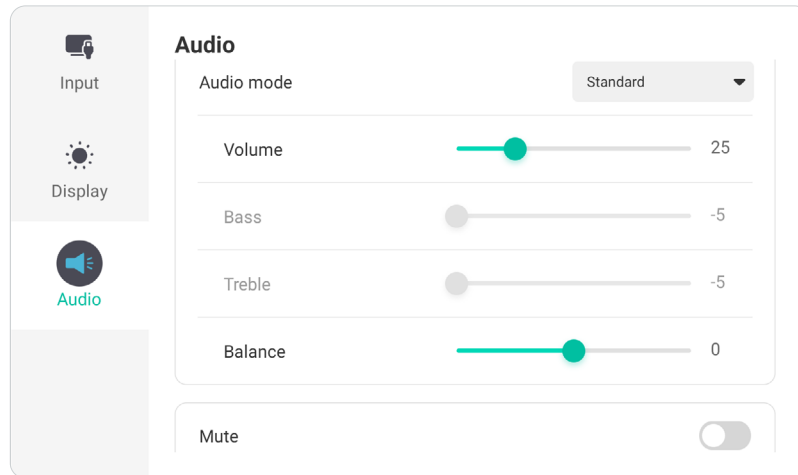 Audio
Input
Audio mode
Standard
Volume
25
Display
Bass
-5
Treble
-5
Audio
Balance
0
Mute